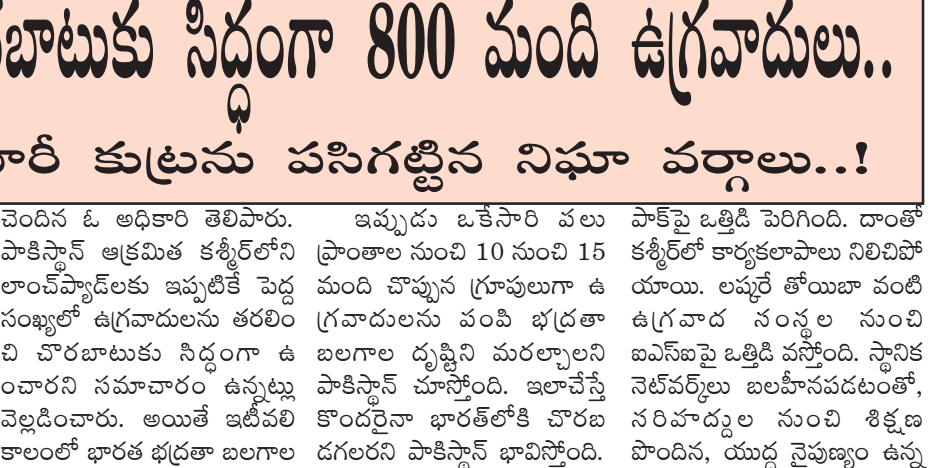 బాటుకు సిద్ధంగా 800 మంది ఉగ్రవాదులు..
కుట్రను పసిగట్టిన నిఘా వర్గాలు..!
చెందిన ఓ అధికారి తెలిపారు.
పాకిస్థాన్ ఆక్రమిత కశ్మీర్‌లోని
లాంచ్‌ప్యాడ్‌లకు ఇప్పటికే పెద్ద
సంఖ్యలో ఉగ్రవాదులను తరలిం
చి చొరబాటుకు సిద్ధంగా ఉ
ంచారని సమాచారం ఉన్నట్లు
వెల్లడించారు. అయితే ఇటీవలి
కాలంలో భారత భద్రతా బలగాల
ఇప్పుడు ఒకేసారి వలు
ప్రాంతాల నుంచి 10 నుంచి 15
మంది చొప్పున గ్రూపులుగా ఉ
గ్రవాదులను పంపి భద్రతా
బలగాల దృష్టిని మరల్చాలని
పాకిస్థాన్ చూస్తోంది. ఇలాచేస్తే
కొందరైనా భారత్‌లోకి చొరబ
డగలరని పాకిస్థాన్ భావిస్తోంది.
పాక్‌పై ఒత్తిడి పెరిగింది. దాంతో
కశ్మీర్‌లో కార్యకలాపాలు నిలిచిపో
యాయి. లష్కరే తోయిబా వంటి
ఉగ్రవాద సంస్థల నుంచి
ఐఎస్ఐపై ఒత్తిడి వస్తోంది. స్థానిక
నెట్‌వర్క్‌లు బలహీనపడటంతో,
సరిహద్దుల నుంచి శిక్షణ
పొందిన, యుద్ధ నైపుణ్యం ఉన్న